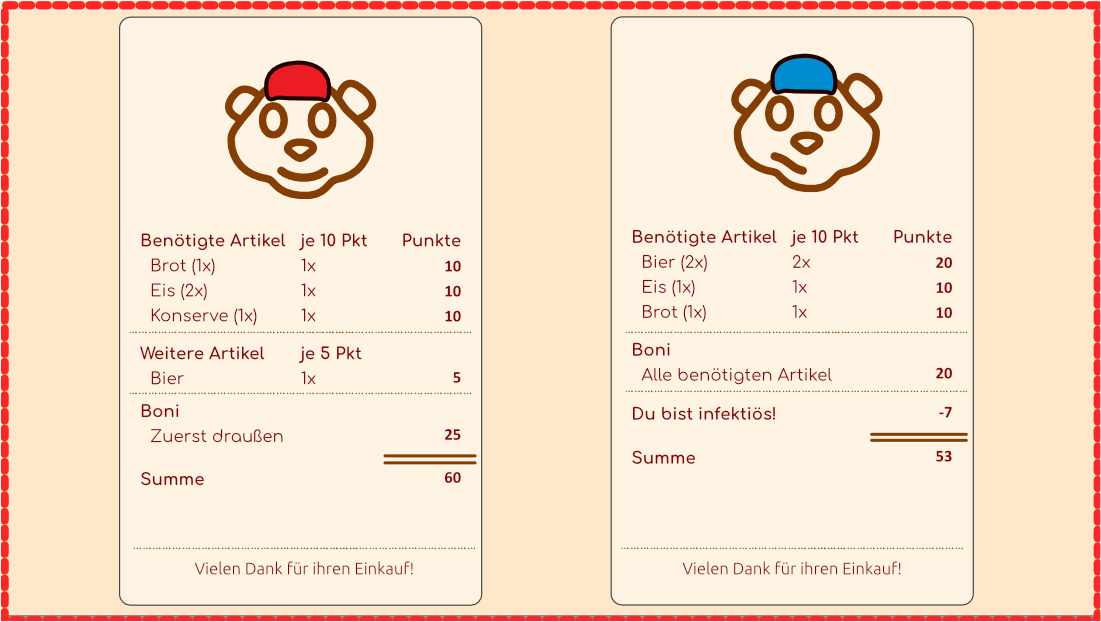 Benötigte Artikel je 10 Pkt Punkte
Brot (1x) 1x 10
Eis (2x) 1x 10
Konserve (1x) 1x 10
Weitere Artikel je 5 Pkt
Bier 1x 5
Boni
Zuerst draußen 25
Summe 60
Vielen Dank für ihren Einkauf!
Benötigte Artikel je 10 Pkt Punkte
Bier (2x) 2x 20
Eis (1x) 1x 10
Brot (1x) 1x 10
Boni
Alle benötigten Artikel 20
Du bist infektiös! -7
Summe 53
Vielen Dank für ihren Einkauf!